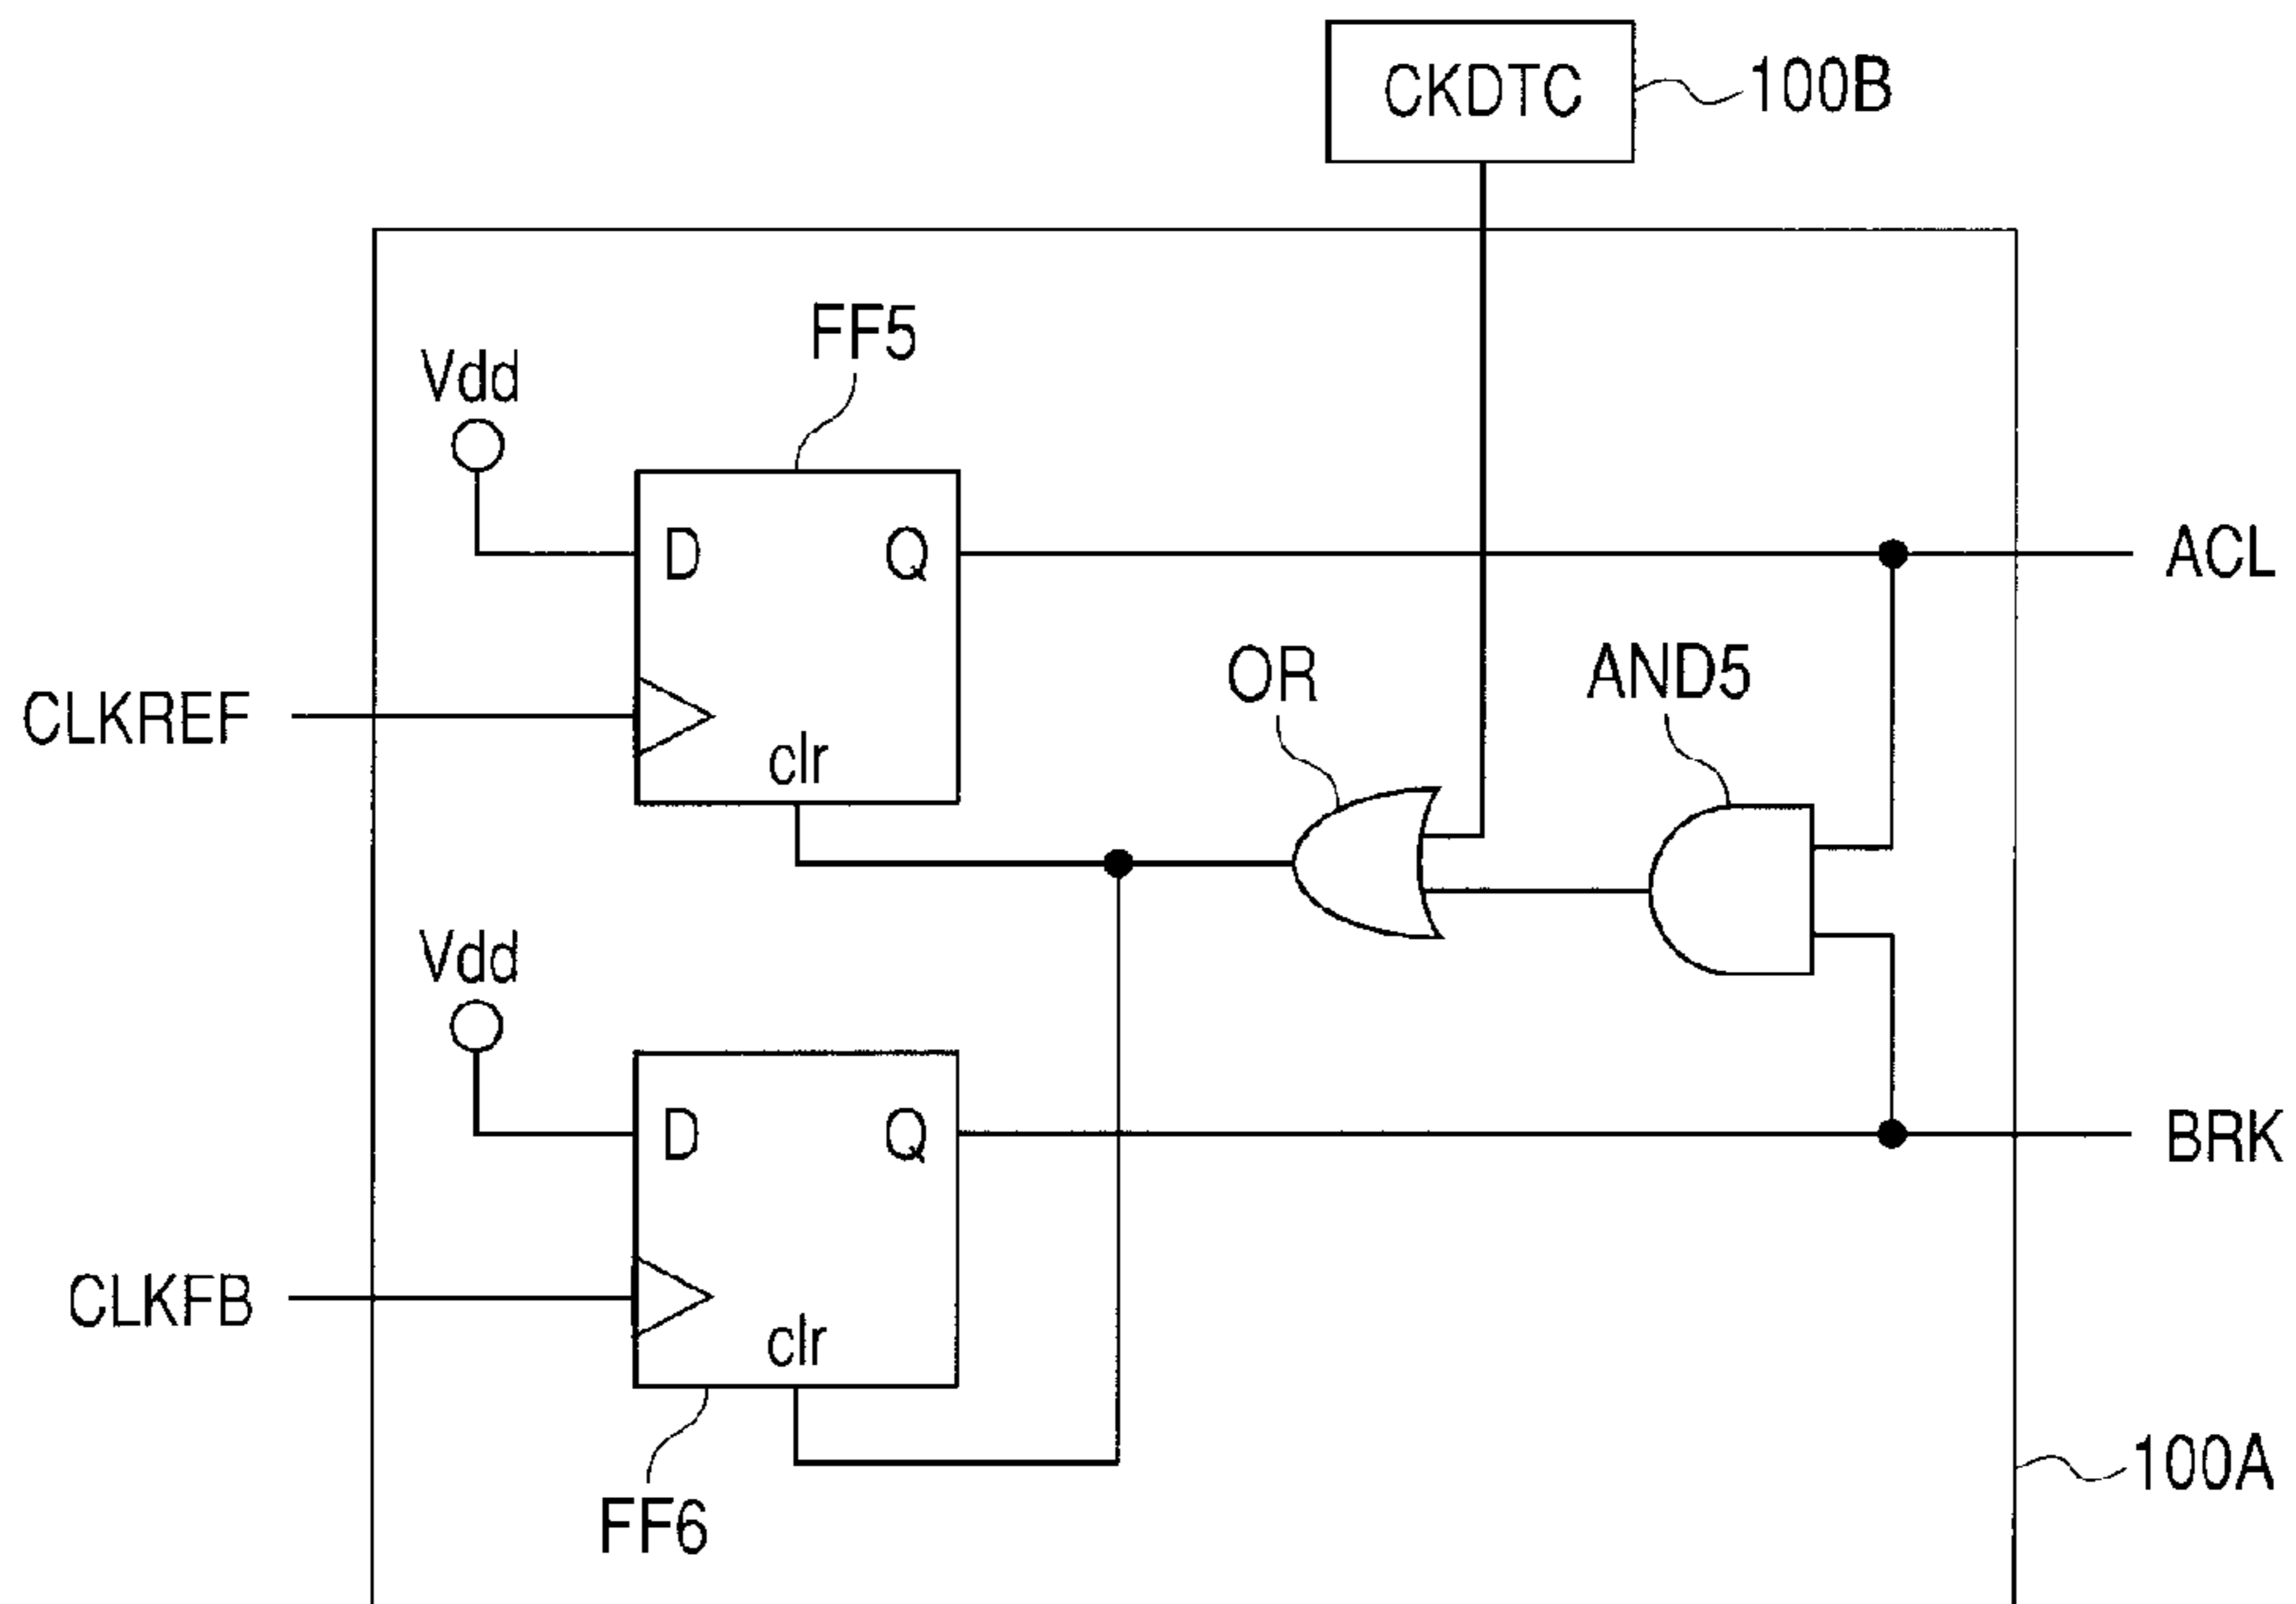 CKDTC
100B
FF5
Vdd
D
Q
ACL
OR
AND5
CLKREF
clr
Vdd
D
Q
BRK
CLKFB
clr
100A
FF6